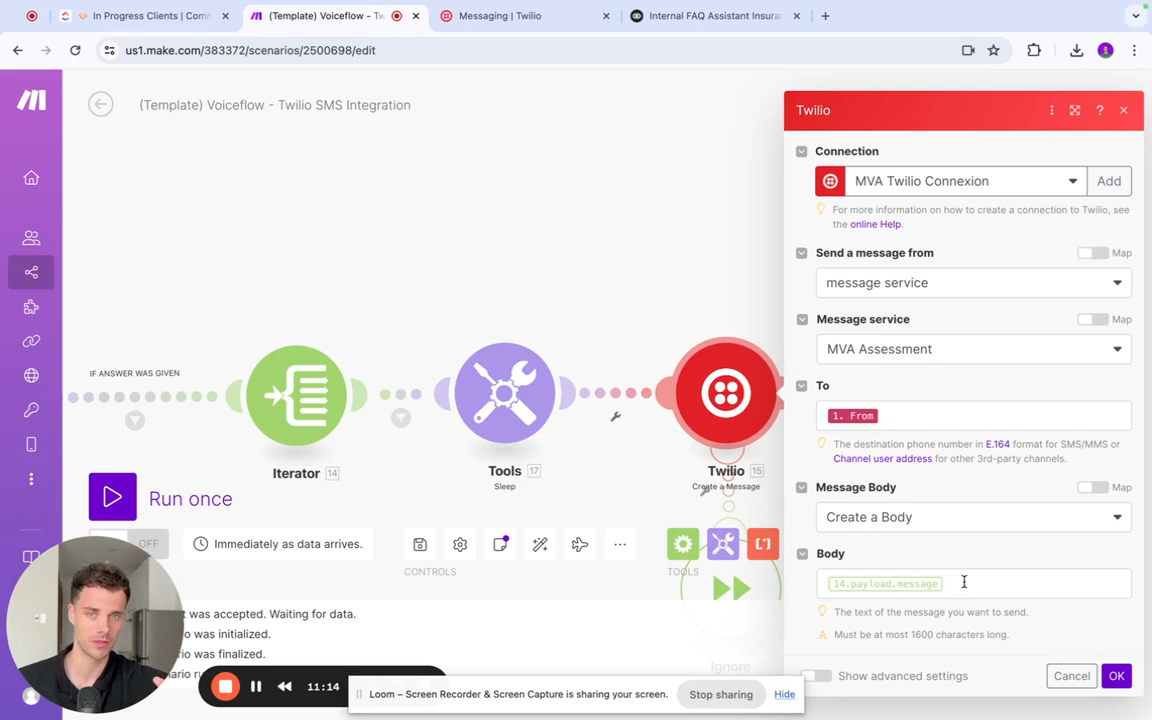 In Progress Clients | Comm
(Template) Voiceflow - Tw
Messaging | Twilio
Internal FAQ Assistant Insuran
us1.make.com/383372/scenarios/2500698/edit
(Template) Voiceflow - Twilio SMS Integration
Twilio
Connection
MVA Twilio Connexion
Add
For more information on how to create a connection to Twilio, see
the online Help.
Send a message from
Map
message service
Message service
Map
MVA Assessment
To
1. From
The destination phone number in E.164 format for SMS/MMS or
Channel user address for other 3rd-party channels.
Message Body
Map
Create a Body
Body
14.payload.message
The text of the message you want to send.
Must be at most 1600 characters long.
Show advanced settings
Cancel
OK
IF ANSWER WAS GIVEN
Iterator 14
Tools 17
Sleep
Twilio 15
Create a Message
Run once
OFF
Immediately as data arrives.
CONTROLS
TOOLS
Ignore
t was accepted. Waiting for data.
rio was initialized.
rio was finalized.
11:14
Loom – Screen Recorder & Screen Capture is sharing your screen.
Stop sharing
Hide